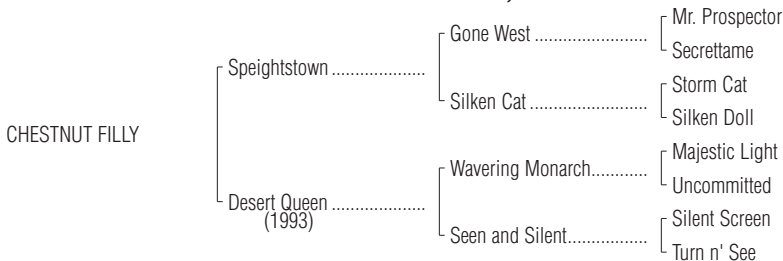 Mr. Prospector
Gone West ........................
Secrettame
Speightstown ....................
Storm Cat
Silken Cat .........................
Silken Doll
CHESTNUT FILLY
Majestic Light
Wavering Monarch............
Uncommitted
Desert Queen ....................
(1993)
Silent Screen
Seen and Silent.................
Turn n' See